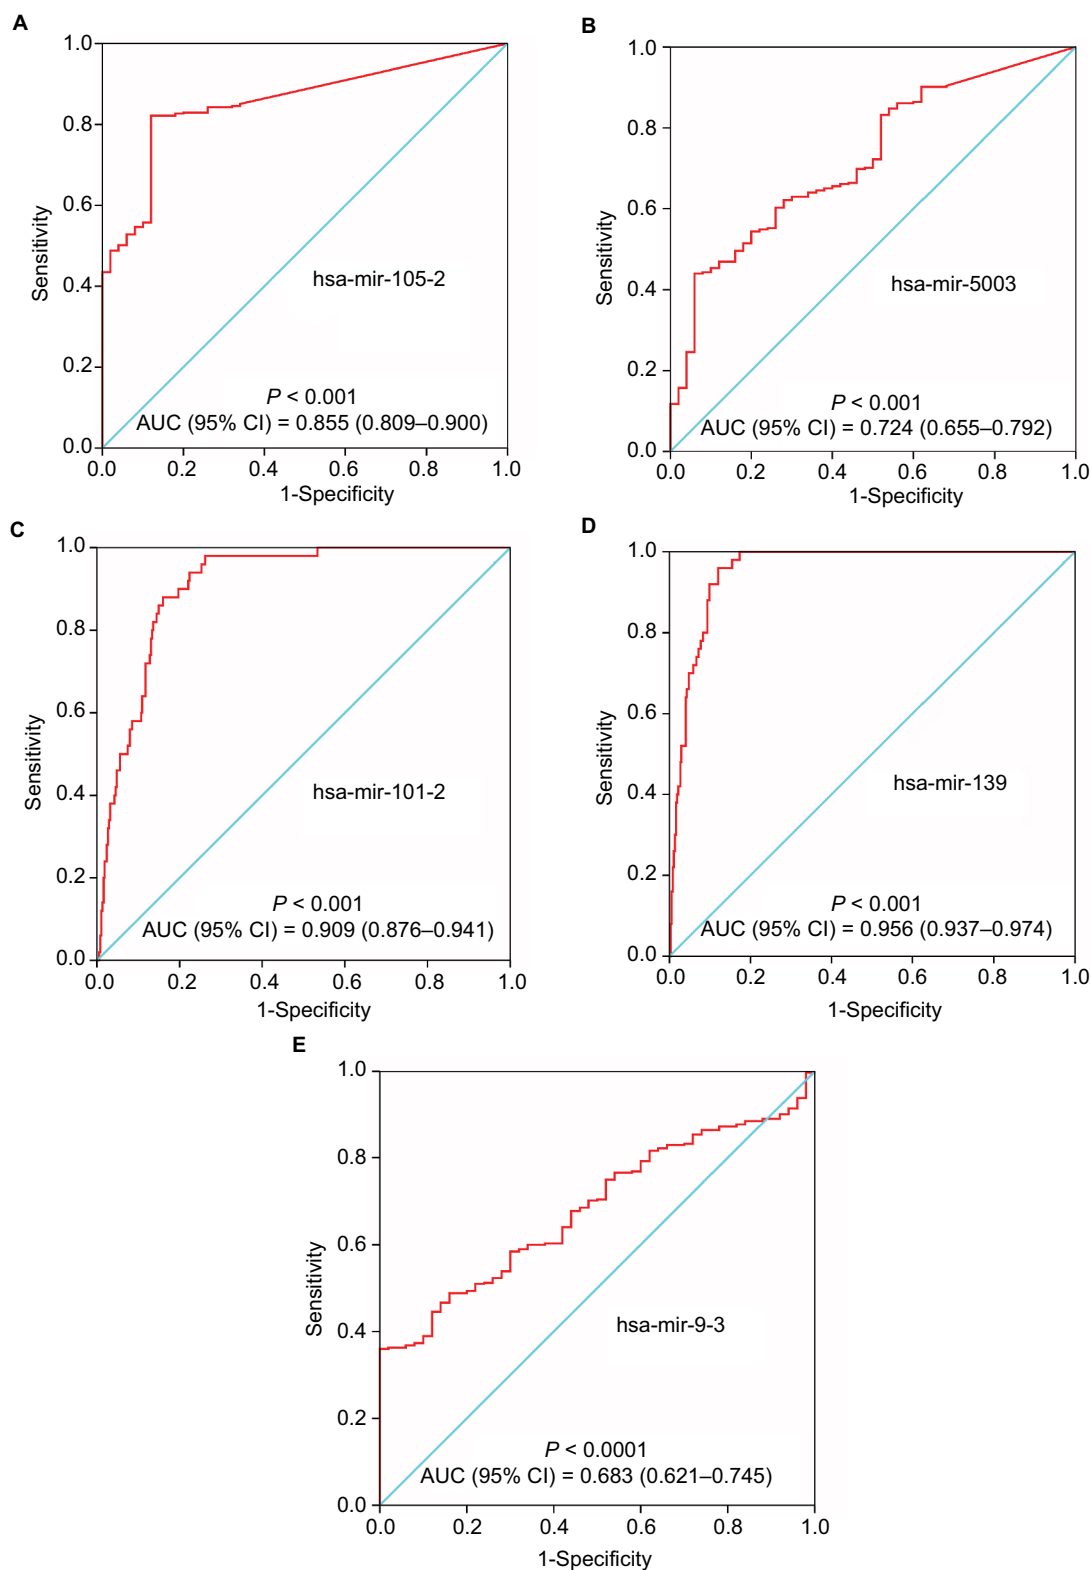 A
1.0
0.8
0.6
0.4
0.2
0.0
Sensitivity
hsa-mir-105-2
P < 0.001
AUC (95% CI) = 0.855 (0.809–0.900)
0.0 0.2 0.4 0.6 0.8 1.0
1-Specificity
B
1.0
0.8
0.6
0.4
0.2
0.0
Sensitivity
hsa-mir-5003
P < 0.001
AUC (95% CI) = 0.724 (0.655–0.792)
0.0 0.2 0.4 0.6 0.8 1.0
1-Specificity
C
1.0
0.8
0.6
0.4
0.2
0.0
Sensitivity
hsa-mir-101-2
P < 0.001
AUC (95% CI) = 0.909 (0.876–0.941)
0.0 0.2 0.4 0.6 0.8 1.0
1-Specificity
D
1.0
0.8
0.6
0.4
0.2
0.0
Sensitivity
hsa-mir-139
P < 0.001
AUC (95% CI) = 0.956 (0.937–0.974)
0.0 0.2 0.4 0.6 0.8 1.0
1-Specificity
E
1.0
0.8
0.6
0.4
0.2
0.0
Sensitivity
hsa-mir-9-3
P < 0.0001
AUC (95% CI) = 0.683 (0.621–0.745)
0.0 0.2 0.4 0.6 0.8 1.0
1-Specificity